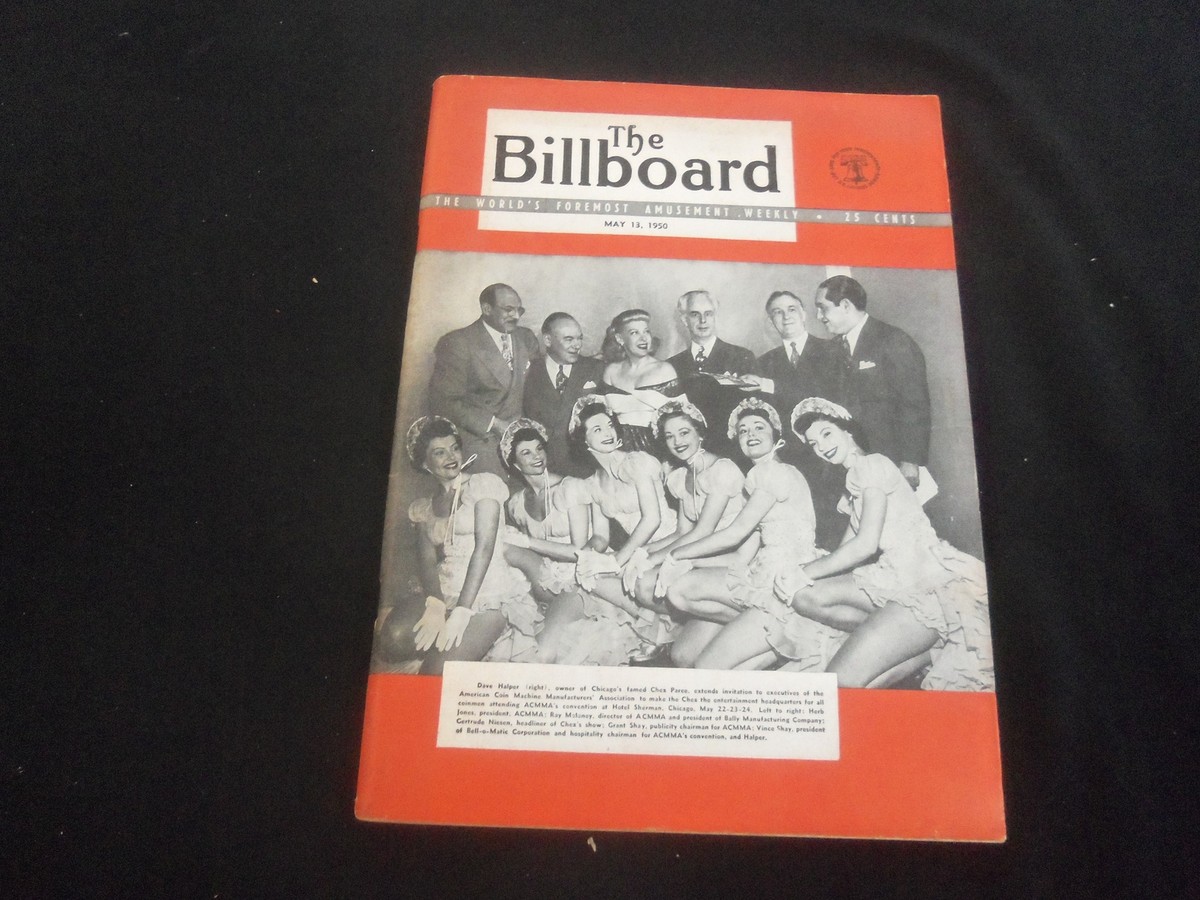 The
Billboard
THE WORLD'S FOREMOST AMUSEMENT WEEKLY • 25 CENTS
MAY 13, 1950
Dave Halper (right), owner of Chicago's famed Chez Paree, extends invitation to executives of the
American Coin Machine Manufacturers' Association to make the Chez the entertainment headquarters for all
coinmen attending ACMMA's convention at Hotel Sherman, Chicago, May 22-23-24. Left to right: Herb
Jones, president, ACMMA; Ray Moloney, director of ACMMA and president of Bally Manufacturing Company;
Gertrude Niesen, headliner of Chez's show; Grant Shay, publicity chairman for ACMMA; Vince Shay, president
of Bell-o-Matic Corporation and hospitality chairman for ACMMA's convention, and Halper.